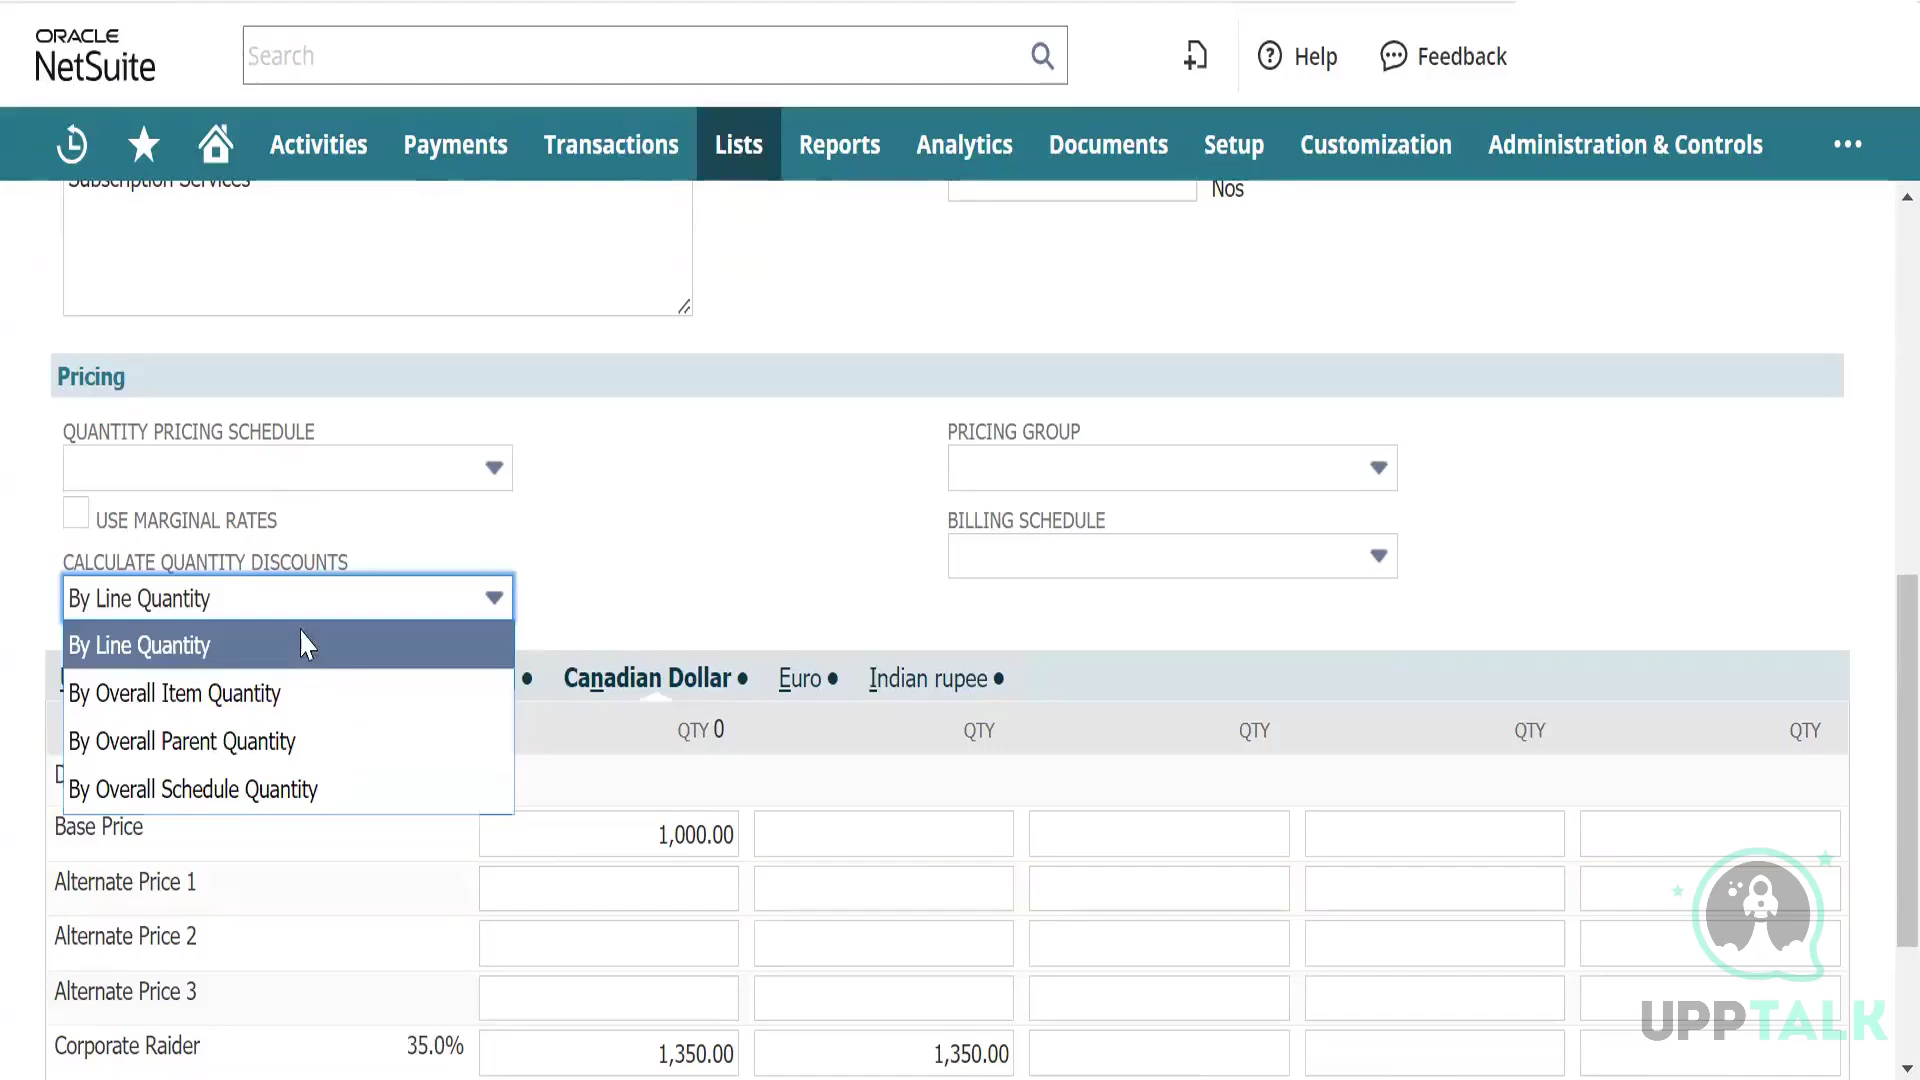 ORACLE
NetSuite
Search
Help
Feedback
Activities
Payments
Transactions
Lists
Reports
Analytics
Documents
Setup
Customization
Administration & Controls
Subscription Services
Nos
Pricing
QUANTITY PRICING SCHEDULE
PRICING GROUP
USE MARGINAL RATES
BILLING SCHEDULE
CALCULATE QUANTITY DISCOUNTS
By Line Quantity
By Line Quantity
By Overall Item Quantity
By Overall Parent Quantity
By Overall Schedule Quantity
Canadian Dollar •
Euro •
Indian rupee •
QTY 0
QTY
QTY
QTY
QTY
Base Price
1,000.00
Alternate Price 1
Alternate Price 2
Alternate Price 3
Corporate Raider
35.0%
1,350.00
1,350.00
UPPTALK